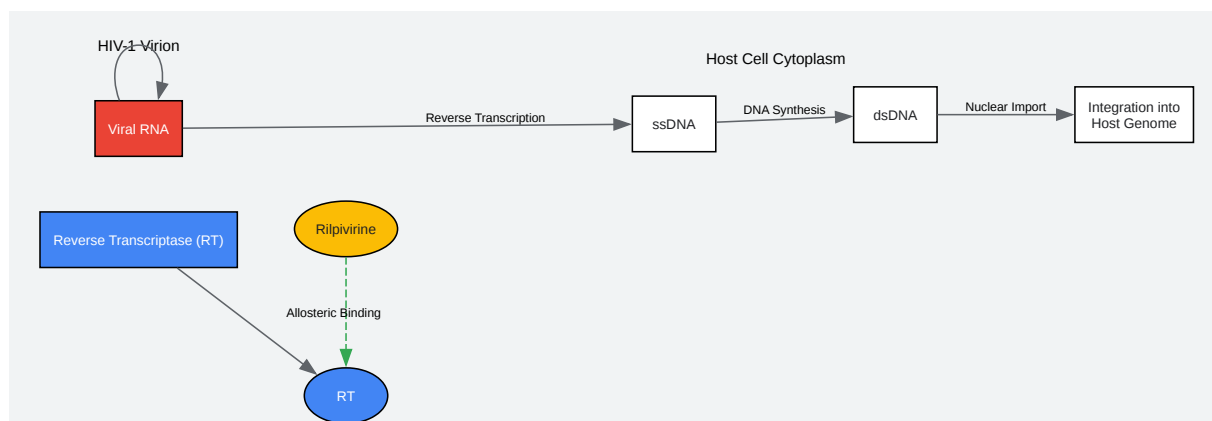 HIV-1 Virion
Host Cell Cytoplasm
Viral RNA
Reverse Transcription
ssDNA
DNA Synthesis
dsDNA
Nuclear Import
Integration into
Host Genome
Reverse Transcriptase (RT)
Rilpivirine
Allosteric Binding
RT